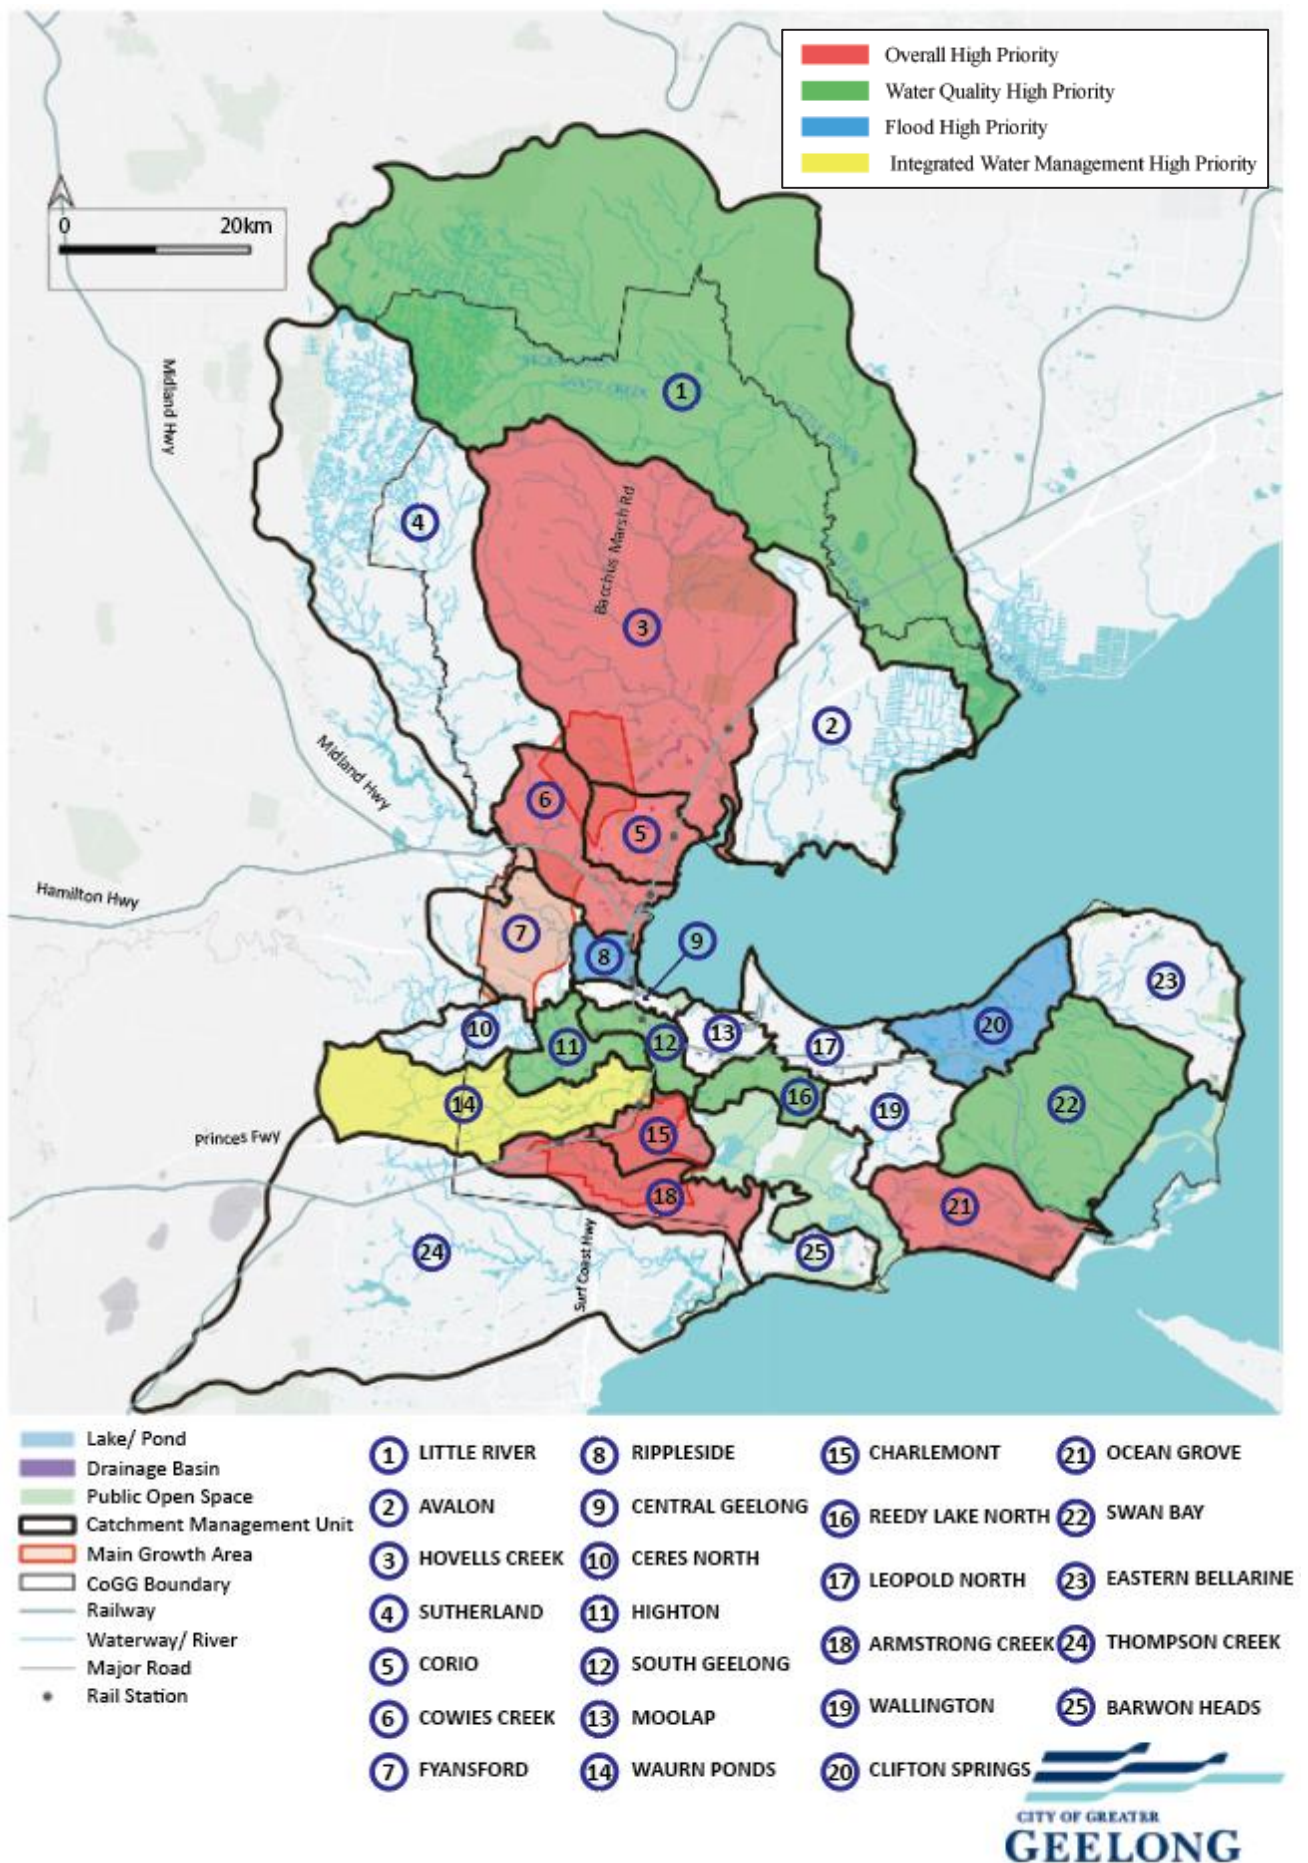 Overall High Priority
Water Quality High Priority
Flood High Priority
Integrated Water Management High Priority
0 20km
Midland Hwy
1
4
Bacchus Marsh Rd
3
2
Midland Hwy
6
5
Hamilton Hwy
7
8
9
23
10
11
12
13
17
20
14
16
19
22
Princes Fwy
15
18
21
24
Surf Coast Hwy
25
Lake/ Pond
Drainage Basin
Public Open Space
Catchment Management Unit
Main Growth Area
CoGG Boundary
Railway
Waterway/ River
Major Road
Rail Station
1 LITTLE RIVER
2 AVALON
3 HOVELLS CREEK
4 SUTHERLAND
5 CORIO
6 COWIES CREEK
7 FYANSFORD
8 RIPPLESIDE
9 CENTRAL GEELONG
10 CERES NORTH
11 HIGHTON
12 SOUTH GEELONG
13 MOOLAP
14 WAURN PONDS
15 CHARLEMONT
16 REEDY LAKE NORTH
17 LEOPOLD NORTH
18 ARMSTRONG CREEK
19 WALLINGTON
20 CLIFTON SPRINGS
21 OCEAN GROVE
22 SWAN BAY
23 EASTERN BELLARINE
24 THOMPSON CREEK
25 BARWON HEADS
CITY OF GREATER
GEELONG